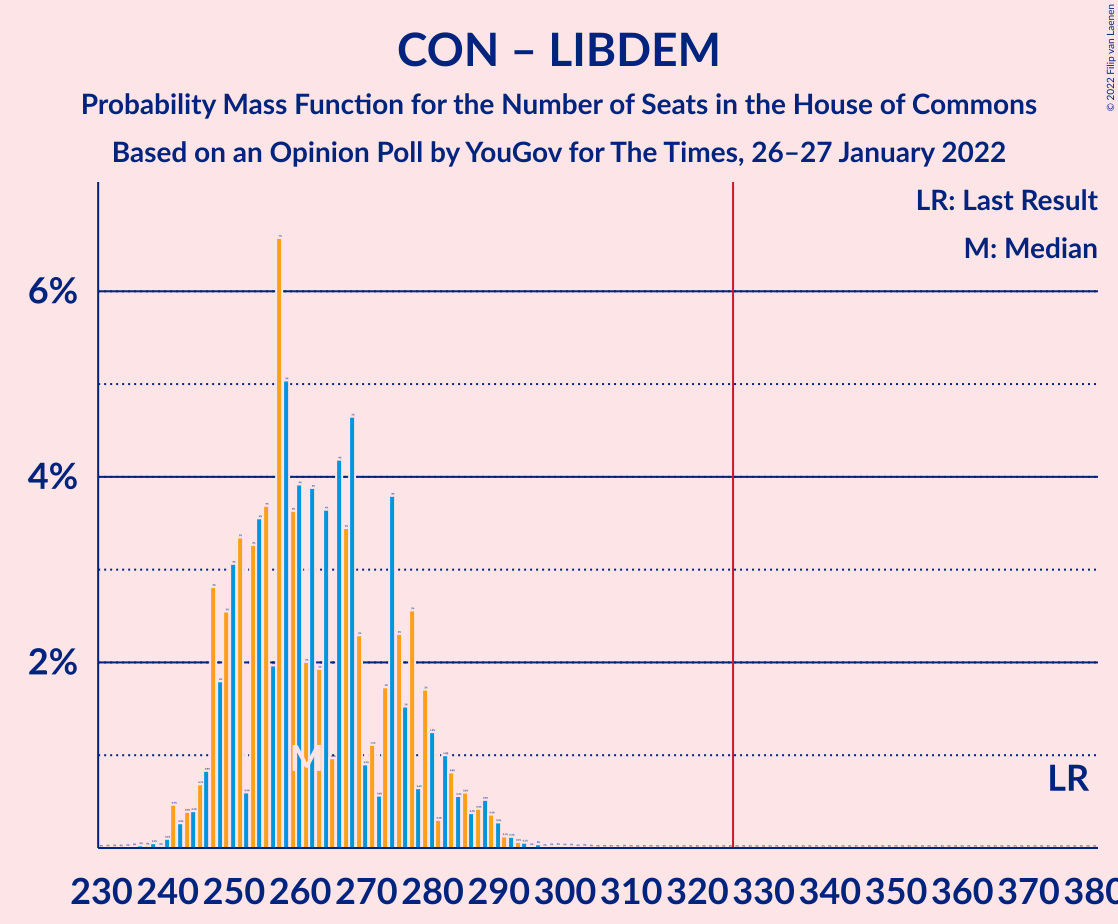 CON – LIBDEM
Probability Mass Function for the Number of Seats in the House of Commons
Based on an Opinion Poll by YouGov for The Times, 26–27 January 2022
© 2022 Filip van Laenen
LR: Last Result
M: Median
6%
4%
2%
M
LR
230 240 250 260 270 280 290 300 310 320 330 340 350 360 370 380